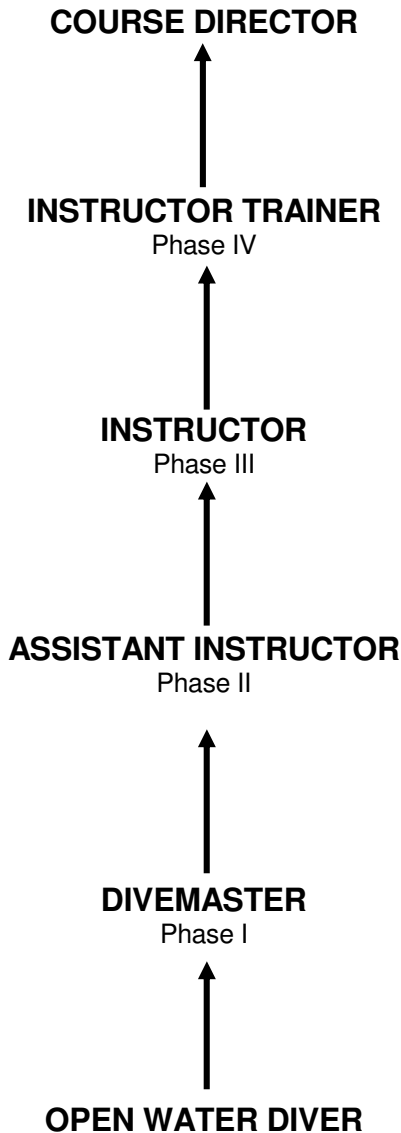 COURSE DIRECTOR
INSTRUCTOR TRAINER
Phase IV
INSTRUCTOR
Phase III
ASSISTANT INSTRUCTOR
Phase II
DIVEMASTER
Phase I
OPEN WATER DIVER